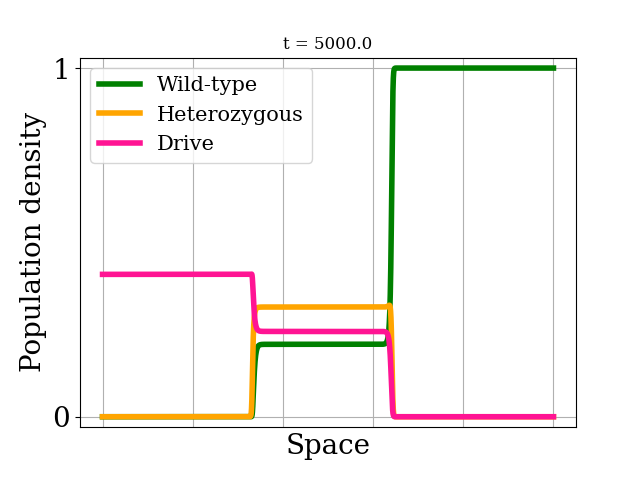 t = 5000.0
1
Wild-type
Heterozygous
Drive
Population density
0
Space